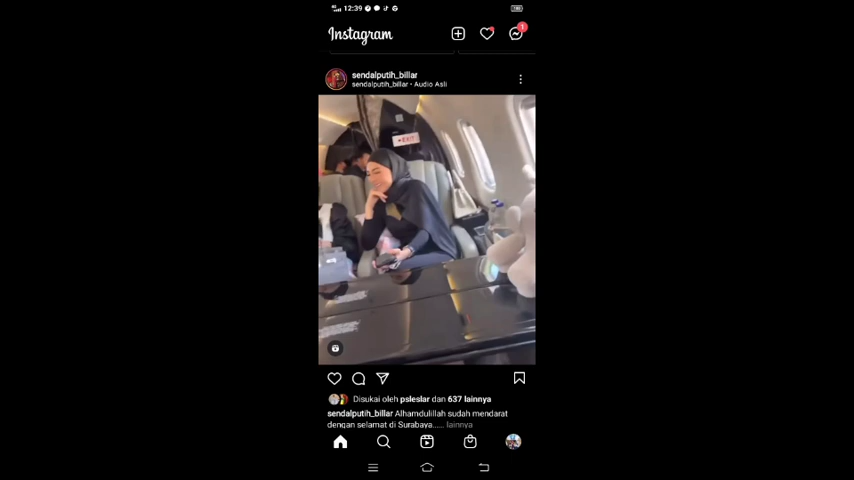 12:39
Instagram
1
sendalputih_billar
sendalputih_billar • Audio Asli
EXIT
Disukai oleh psleslar dan 637 lainnya
sendalputih_billar Alhamdulillah sudah mendarat
dengan selamat di Surabaya..... lainnya